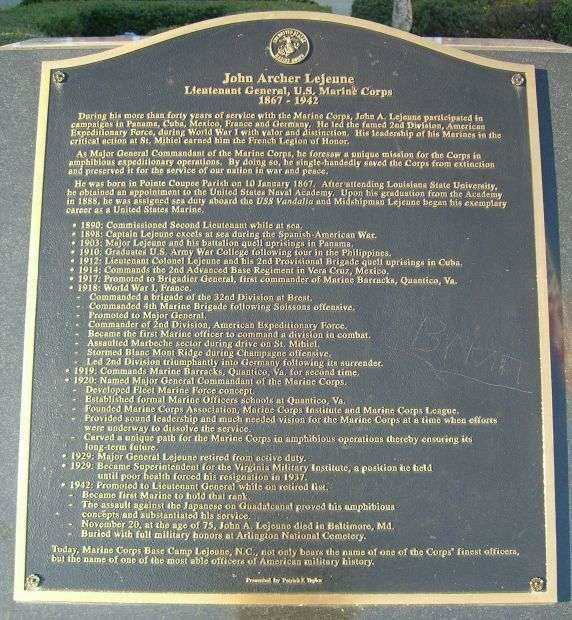 John Archer Lejeune
Lieutenant General, U.S. Marine Corps
1867 - 1942
During his more than forty years of service with the Marine Corps, John A. Lejeune participated in
campaigns in Panama, Cuba, Mexico, France and Germany. He led the famed 2nd Division, American
Expeditionary Force, during World War I with valor and distinction. His leadership of his Marines in the
critical action at St. Mihiel earned him the French Legion of Honor.
As Major General Commandant of the Marine Corps, he foresaw a unique mission for the Corps in
amphibious expeditionary operations. By doing so, he single-handedly saved the Corps from extinction
and preserved it for the service of our nation in war and peace.
He was born in Pointe Coupee Parish on 10 January 1867. After attending Louisiana State University,
he obtained an appointment to the United States Naval Academy. Upon his graduation from the Academy
in 1888, he was assigned sea duty aboard the USS Vandalia and Midshipman Lejeune began his exemplary
career as a United States Marine.
• 1890: Commissioned Second Lieutenant while at sea.
• 1898: Captain Lejeune excels at sea during the Spanish-American War.
• 1903: Major Lejeune and his battalion quell uprisings in Panama.
• 1910: Graduates U.S. Army War College following tour in the Philippines.
• 1912: Lieutenant Colonel Lejeune and his 2nd Provisional Brigade quell uprisings in Cuba.
• 1914: Commands the 2nd Advanced Base Regiment in Vera Cruz, Mexico.
• 1917: Promoted to Brigadier General, first commander of Marine Barracks, Quantico, Va.
• 1918: World War I, France.
- Commanded a brigade of the 32nd Division at Brest.
- Commanded 4th Marine Brigade following Soissons offensive.
- Promoted to Major General.
- Commander of 2nd Division, American Expeditionary Force.
- Became the first Marine officer to command a division in combat.
- Assaulted Marbeche sector during drive on St. Mihiel.
- Stormed Blanc Mont Ridge during Champagne offensive.
- Led 2nd Division triumphantly into Germany following its surrender.
• 1919: Commands Marine Barracks, Quantico, Va. for second time.
• 1920: Named Major General Commandant of the Marine Corps.
- Developed Fleet Marine Force concept.
- Established formal Marine Officers schools at Quantico, Va.
- Founded Marine Corps Association, Marine Corps Institute and Marine Corps League.
- Provided sound leadership and much needed vision for the Marine Corps at a time when efforts
were underway to dissolve the service.
- Carved a unique path for the Marine Corps in amphibious operations thereby ensuring its
long-term future.
• 1929: Major General Lejeune retired from active duty.
• 1929: Became Superintendent for the Virginia Military Institute, a position he held
until poor health forced his resignation in 1937.
• 1942: Promoted to Lieutenant General while on retired list.
- Became first Marine to hold that rank.
- The assault against the Japanese on Guadalcanal proved his amphibious
concepts and substantiated his service.
- November 20, at the age of 75, John A. Lejeune died in Baltimore, Md.
- Buried with full military honors at Arlington National Cemetery.
Today, Marine Corps Base Camp Lejeune, N.C., not only bears the name of one of the Corps' finest officers,
but the name of one of the most able officers of American military history.
Presented by Patrick F. Taylor